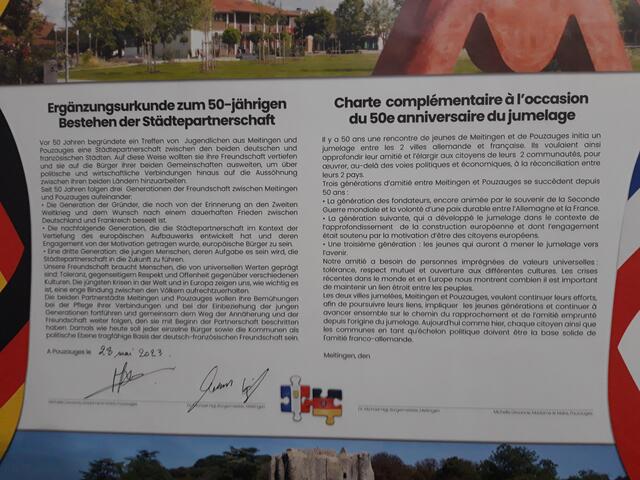 Ergänzungsurkunde zum 50-jährigen
Bestehen der Städtepartnerschaft
Vor 50 Jahren begründete ein Treffen von Jugendlichen aus Meitingen und
Pouzauges eine Städtepartnerschaft zwischen den beiden deutschen und
französischen Städten. Auf diese Weise wollten sie ihre Freundschaft vertiefen
und sie auf die Bürger ihrer beiden Gemeinschaften ausweiten, um über
politische und wirtschaftliche Verbindungen hinaus auf die Aussöhnung
zwischen ihren beiden Ländern hinzuarbeiten.
Seit 50 Jahren folgen drei Generationen der Freundschaft zwischen Meitingen
und Pouzauges aufeinander:
• Die Generation der Gründer, die noch von der Erinnerung an den Zweiten
Weltkrieg und dem Wunsch nach einem dauerhaften Frieden zwischen
Deutschland und Frankreich beseelt ist.
• Die nachfolgende Generation, die die Städtepartnerschaft im Kontext der
Vertiefung des europäischen Aufbauwerks entwickelt hat und deren
Engagement von der Motivation getragen wurde, europäische Bürger zu sein.
• Eine dritte Generation: die jungen Menschen, deren Aufgabe es sein wird, die
Städtepartnerschaft in die Zukunft zu führen.
Unsere Freundschaft braucht Menschen, die von universellen Werten geprägt
sind: Toleranz, gegenseitigem Respekt und Offenheit gegenüber verschiedenen
Kulturen. Die jüngsten Krisen in der Welt und in Europa zeigen uns, wie wichtig es
ist, eine enge Bindung zwischen den Völkern aufrechtzuerhalten.
Die beiden Partnerstädte Meitingen und Pouzauges wollen ihre Bemühungen
bei der Pflege ihrer Verbindungen und bei der Einbeziehung der jungen
Generationen fortführen und gemeinsam dem Weg der Annäherung und der
Freundschaft weiter folgen, den sie mit Beginn der Partnerschaft beschritten
haben. Damals wie heute soll jeder einzelne Bürger sowie die Kommunen als
politische Ebene tragfähige Basis der deutsch-französischen Freundschaft sein.
A Pouzauges le 28 mai 2023.
Dr. Michael Higl, Bürgermeister, Meitingen
Charte complémentaire à l'occasion
du 50e anniversaire du jumelage
Il y a 50 ans une rencontre de jeunes de Meitingen et de Pouzauges initia un
jumelage entre les 2 villes allemande et française. Ils voulaient ainsi
approfondir leur amitié et l'élargir aux citoyens de leurs 2 communautés, pour
œuvrer, au-delà des voies politiques et économiques, à la réconciliation entre
leurs 2 pays.
Trois générations d'amitié entre Meitingen et Pouzauges se succèdent depuis
50 ans :
• La génération des fondateurs, encore animée par le souvenir de la Seconde
Guerre mondiale et la volonté d'une paix durable entre l'Allemagne et la France.
• La génération suivante, qui a développé le jumelage dans le contexte de
l'approfondissement de la construction européenne et dont l'engagement
était soutenu par la motivation d'être des citoyens européens.
• Une troisième génération : les jeunes qui auront à mener le jumelage vers
l'avenir.
Notre amitié a besoin de personnes imprégnées de valeurs universelles :
tolérance, respect mutuel et ouverture aux différentes cultures. Les crises
récentes dans le monde et en Europe nous montrent combien il est important
de maintenir un lien étroit entre les peuples.
Les deux villes jumelées, Meitingen et Pouzauges, veulent continuer leurs efforts,
afin de poursuivre leurs liens, impliquer les jeunes générations et continuer à
avancer ensemble sur le chemin du rapprochement et de l'amitié emprunté
depuis l'origine du jumelage. Aujourd'hui comme hier, chaque citoyen ainsi que
les communes en tant qu'échelon politique doivent être la base solide de
l'amitié franco-allemande.
Meitingen, den
Dr. Michael Higl, Bürgermeister, Meitingen
Michelle Devanne, Madame le Maire, Pouzauges